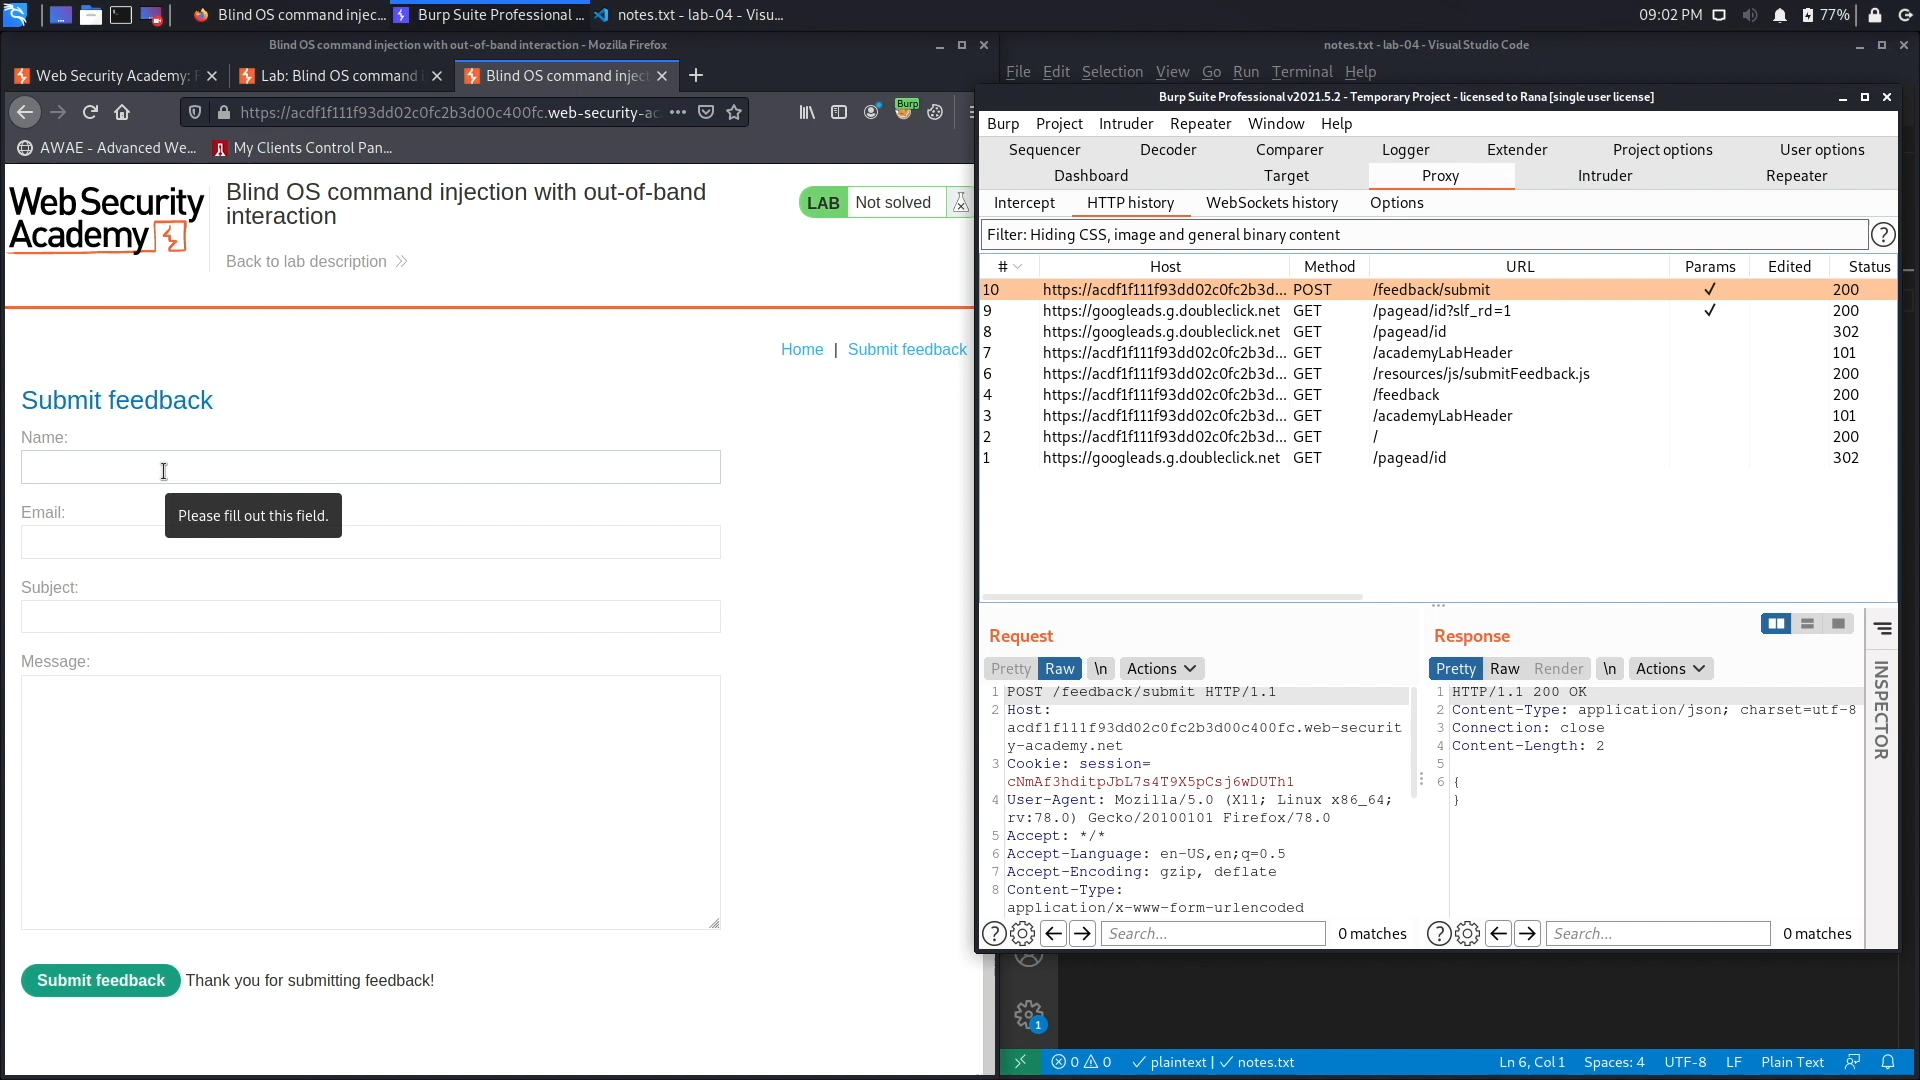 Blind OS command injec...
Burp Suite Professional ...
notes.txt - lab-04 - Visu...
09:02 PM
77%
Blind OS command injection with out-of-band interaction - Mozilla Firefox
Web Security Academy:
Lab: Blind OS command
Blind OS command inject
https://acdf1f111f93dd02c0fc2b3d00c400fc.web-security-ac
Burp
AWAE - Advanced We...
My Clients Control Pan...
Web Security
Academy
Blind OS command injection with out-of-band
interaction
Back to lab description
LAB
Not solved
Home | Submit feedback
Submit feedback
Name:
Please fill out this field.
Email:
Subject:
Message:
Submit feedback
Thank you for submitting feedback!
notes.txt - lab-04 - Visual Studio Code
File Edit Selection View Go Run Terminal Help
Burp Suite Professional v2021.5.2 - Temporary Project - licensed to Rana [single user license]
Burp Project Intruder Repeater Window Help
Sequencer Decoder Comparer Logger Extender Project options User options
Dashboard Target Proxy Intruder Repeater
Intercept HTTP history WebSockets history Options
Filter: Hiding CSS, image and general binary content
?
# Host Method URL Params Edited Status
10 https://acdf1f111f93dd02c0fc2b3d... POST /feedback/submit ✓ 200
9 https://googleads.g.doubleclick.net GET /pagead/id?slf_rd=1 ✓ 200
8 https://googleads.g.doubleclick.net GET /pagead/id 302
7 https://acdf1f111f93dd02c0fc2b3d... GET /academyLabHeader 101
6 https://acdf1f111f93dd02c0fc2b3d... GET /resources/js/submitFeedback.js 200
4 https://acdf1f111f93dd02c0fc2b3d... GET /feedback 200
3 https://acdf1f111f93dd02c0fc2b3d... GET /academyLabHeader 101
2 https://acdf1f111f93dd02c0fc2b3d... GET / 200
1 https://googleads.g.doubleclick.net GET /pagead/id 302
Request
Pretty Raw \n Actions
1 POST /feedback/submit HTTP/1.1
2 Host:
acdf1f111f93dd02c0fc2b3d00c400fc.web-securit
y-academy.net
3 Cookie: session=
cNmAf3hditpJbL7s4T9X5pCsj6wDUTh1
4 User-Agent: Mozilla/5.0 (X11; Linux x86_64;
rv:78.0) Gecko/20100101 Firefox/78.0
5 Accept: */*
6 Accept-Language: en-US,en;q=0.5
7 Accept-Encoding: gzip, deflate
8 Content-Type:
application/x-www-form-urlencoded
? Search... 0 matches
Response
Pretty Raw Render \n Actions
1 HTTP/1.1 200 OK
2 Content-Type: application/json; charset=utf-8
3 Connection: close
4 Content-Length: 2
5
6 {
}
? Search... 0 matches
INSPECTOR
1
0 0 plaintext | notes.txt
Ln 6, Col 1 Spaces: 4 UTF-8 LF Plain Text